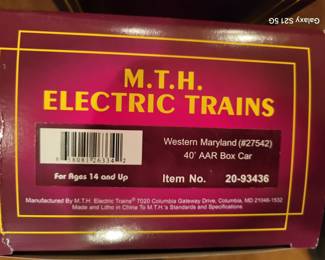 Galaxy S21 5G
M.T.H.
ELECTRIC TRAINS
Western Maryland (#27542)
40' AAR Box Car
For Ages 14 and Up
Item No. 20-93436
Manufactured By M.T.H. Electric Trains® 7020 Columbia Gateway Drive, Columbia, MD 21046-1532
Made and Litho in China To M.T.H.'s Standards and Specifications.